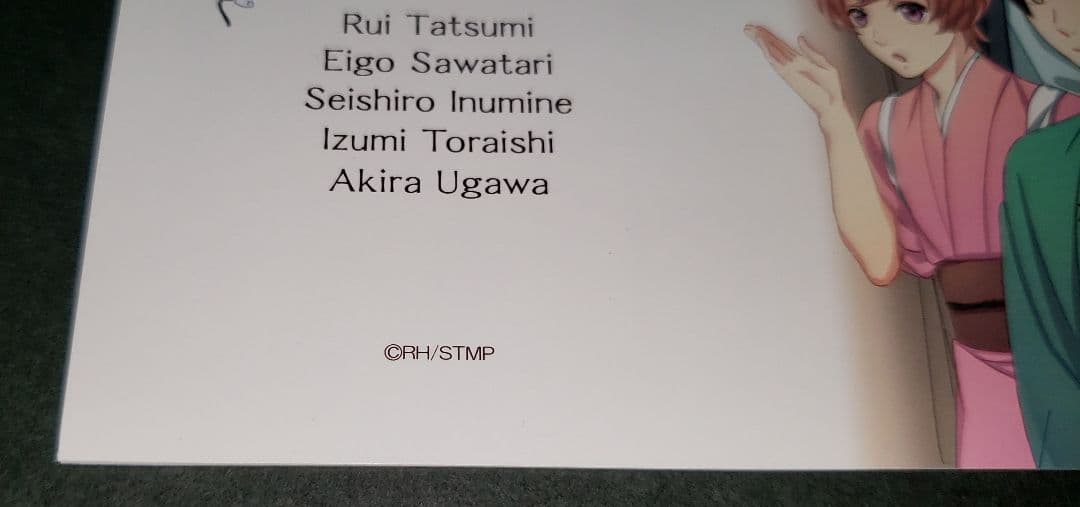 Rui Tatsumi
Eigo Sawatari
Seishiro Inumine
Izumi Toraishi
Akira Ugawa
©RH/STMP